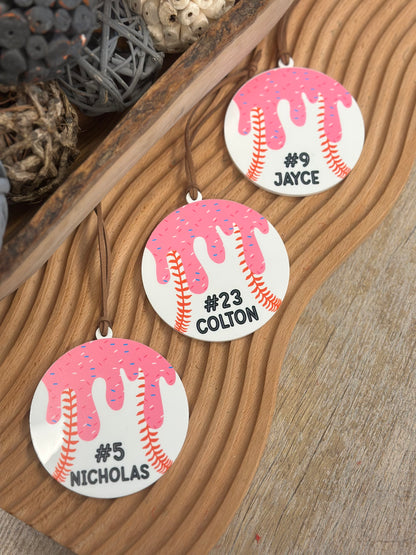 #9
JAYCE
#23
COLTON
#5
NICHOLAS